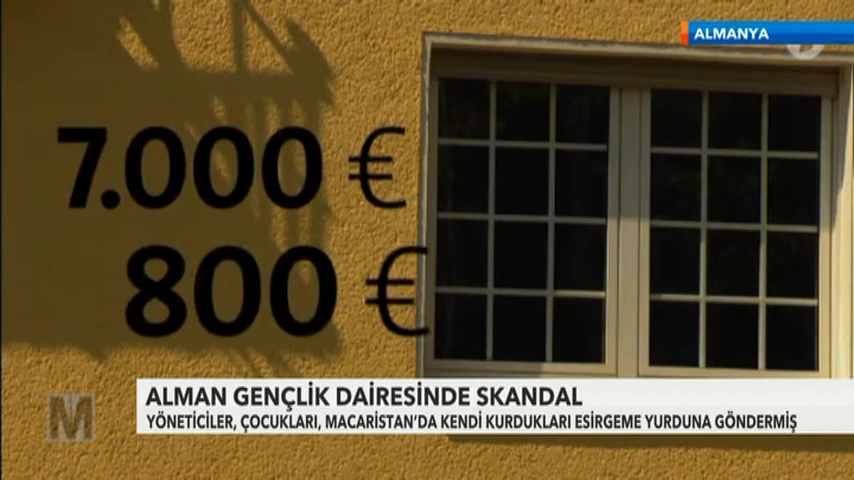 ALMANYA
7.000 €
800 €
ALMAN GENÇLİK DAİRESİNDE SKANDAL
M
YÖNETİCİLER, ÇOCUKLARI, MACARİSTAN'DA KENDİ KURDUKLARI ESİRGEME YURDUNA GÖNDERMİŞ